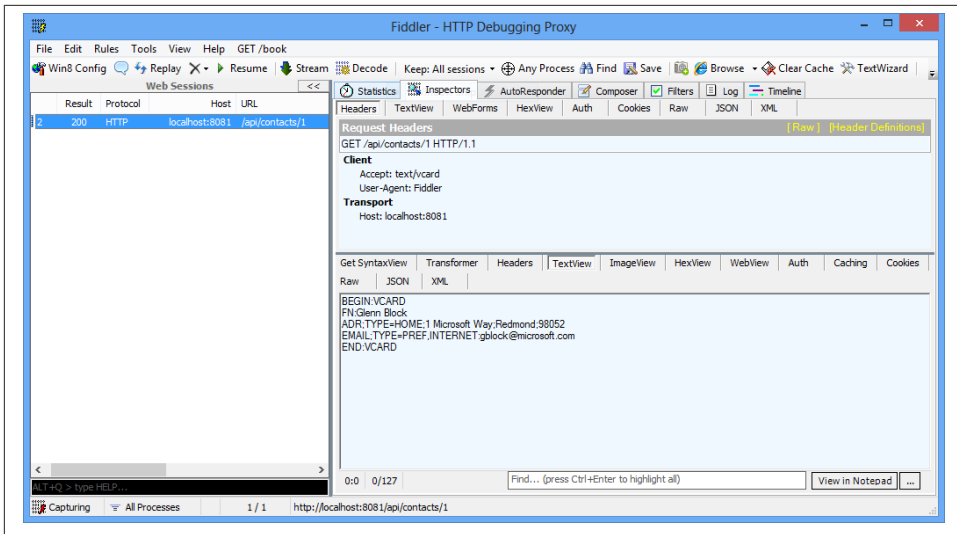 Fiddler - HTTP Debugging Proxy
File Edit Rules Tools View Help GET /book
Win8 Config Replay X Resume Stream Decode Keep: All sessions Any Process Find Save Browse Clear Cache TextWizard
Web Sessions <<
Result Protocol Host URL
2 200 HTTP localhost:8081 /api/contacts/1
Statistics Inspectors AutoResponder Composer Filters Log Timeline
Headers TextView WebForms HexView Auth Cookies Raw JSON XML
Request Headers [ Raw ] [Header Definitions]
GET /api/contacts/1 HTTP/1.1
Client
Accept: text/vcard
User-Agent: Fiddler
Transport
Host: localhost:8081
Get SyntaxView Transformer Headers TextView ImageView HexView WebView Auth Caching Cookies
Raw JSON XML
BEGIN:VCARD
FN:Glenn Block
ADR;TYPE=HOME;1 Microsoft Way;Redmond;98052
EMAIL;TYPE=PREF,INTERNET:gblock@microsoft.com
END:VCARD
0:0 0/127 Find... (press Ctrl+Enter to highlight all) View in Notepad ...
ALT+Q > type HELP...
Capturing All Processes 1 / 1 http://localhost:8081/api/contacts/1